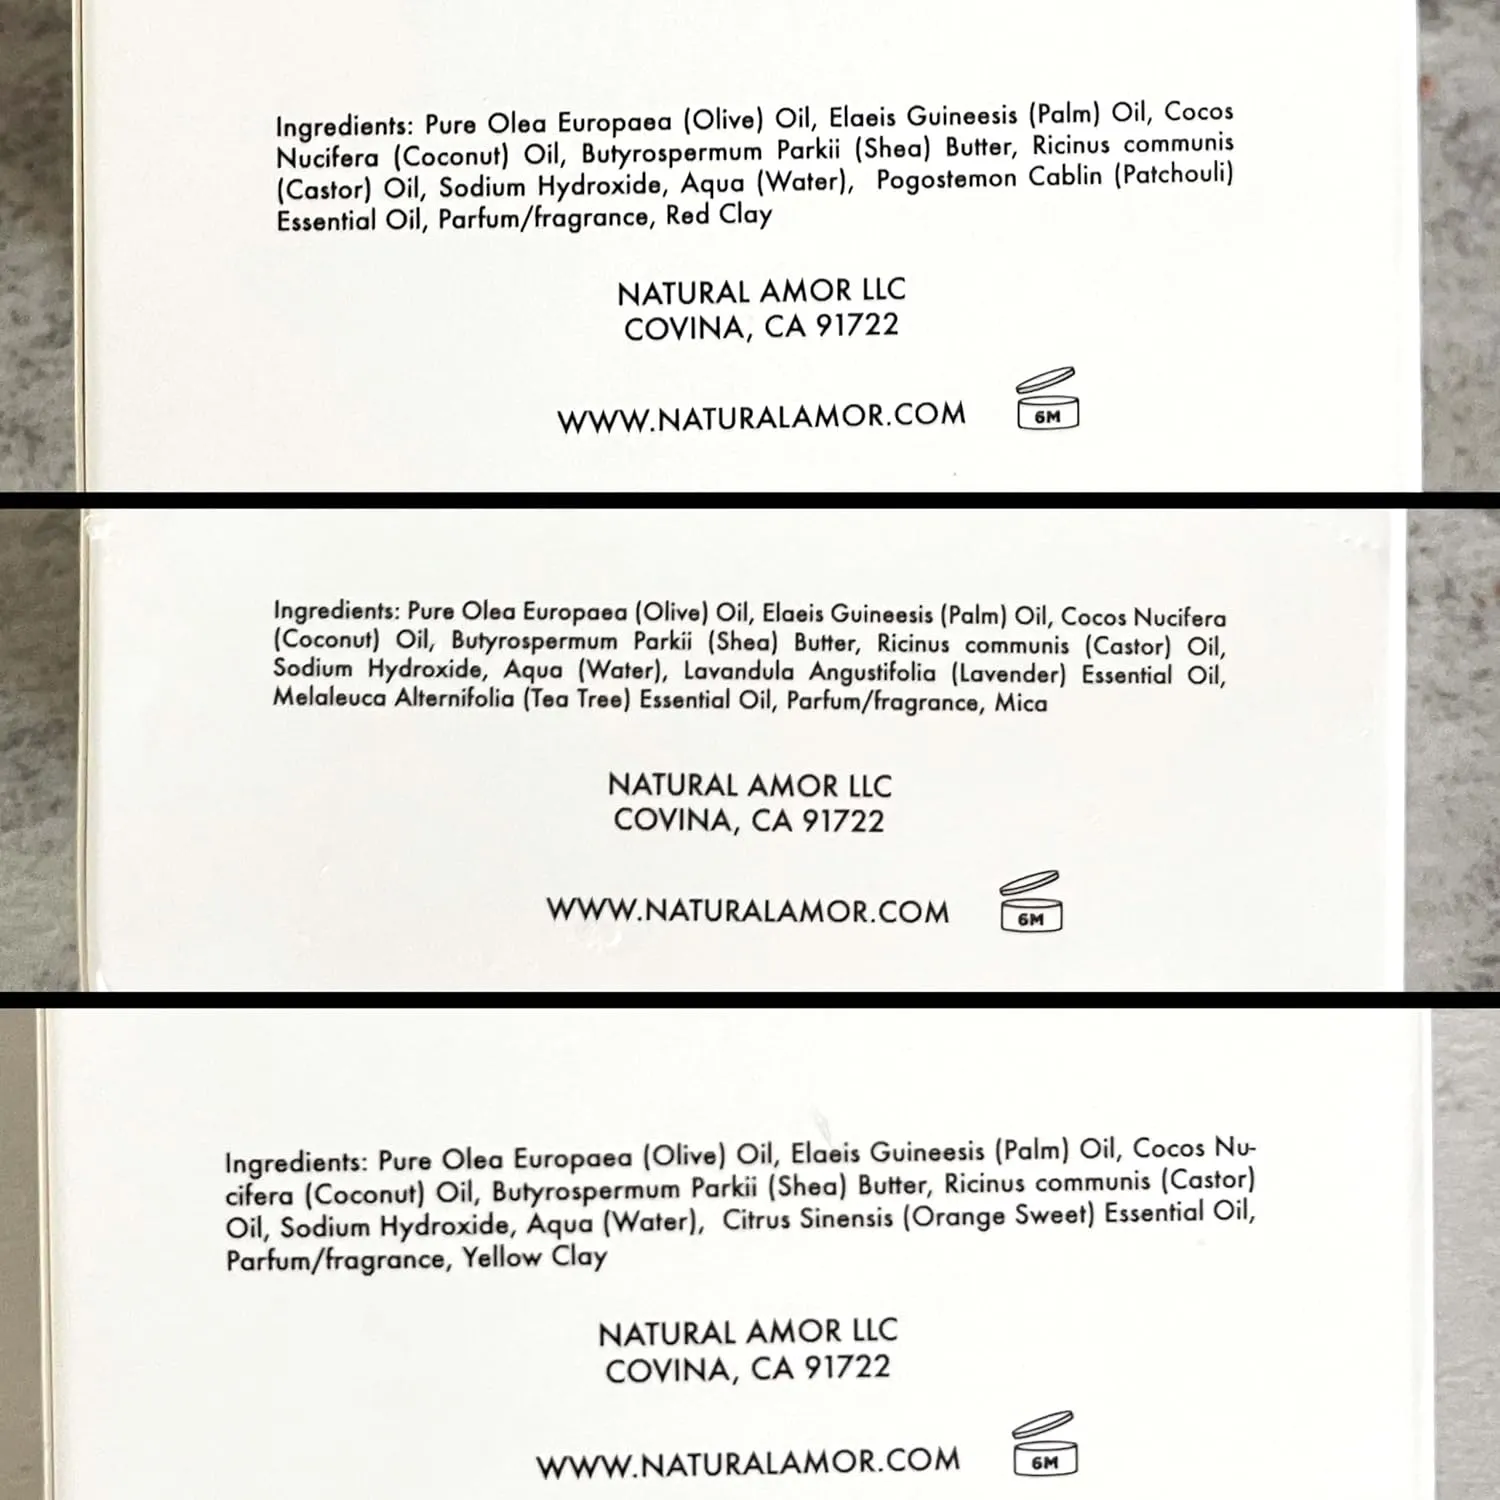 Ingredients: Pure Olea Europaea (Olive) Oil, Elaeis Guineesis (Palm) Oil, Cocos
Nucifera (Coconut) Oil, Butyrospermum Parkii (Shea) Butter, Ricinus communis
(Castor) Oil, Sodium Hydroxide, Aqua (Water), Pogostemon Cablin (Patchouli)
Essential Oil, Parfum/fragrance, Red Clay
NATURAL AMOR LLC
COVINA, CA 91722
WWW.NATURALAMOR.COM
6M
Ingredients: Pure Olea Europaea (Olive) Oil, Elaeis Guineesis (Palm) Oil, Cocos Nucifera
(Coconut) Oil, Butyrospermum Parkii (Shea) Butter, Ricinus communis (Castor) Oil,
Sodium Hydroxide, Aqua (Water), Lavandula Angustifolia (Lavender) Essential Oil,
Melaleuca Alternifolia (Tea Tree) Essential Oil, Parfum/fragrance, Mica
NATURAL AMOR LLC
COVINA, CA 91722
WWW.NATURALAMOR.COM
6M
Ingredients: Pure Olea Europaea (Olive) Oil, Elaeis Guineesis (Palm) Oil, Cocos Nu-
cifera (Coconut) Oil, Butyrospermum Parkii (Shea) Butter, Ricinus communis (Castor)
Oil, Sodium Hydroxide, Aqua (Water), Citrus Sinensis (Orange Sweet) Essential Oil,
Parfum/fragrance, Yellow Clay
NATURAL AMOR LLC
COVINA, CA 91722
WWW.NATURALAMOR.COM
6M